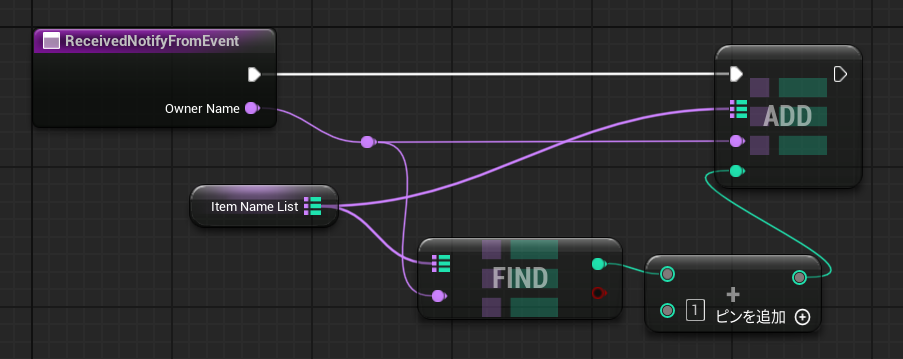 ReceivedNotifyFromEvent
Owner Name
ADD
Item Name List
FIND
+
1
ピンを追加